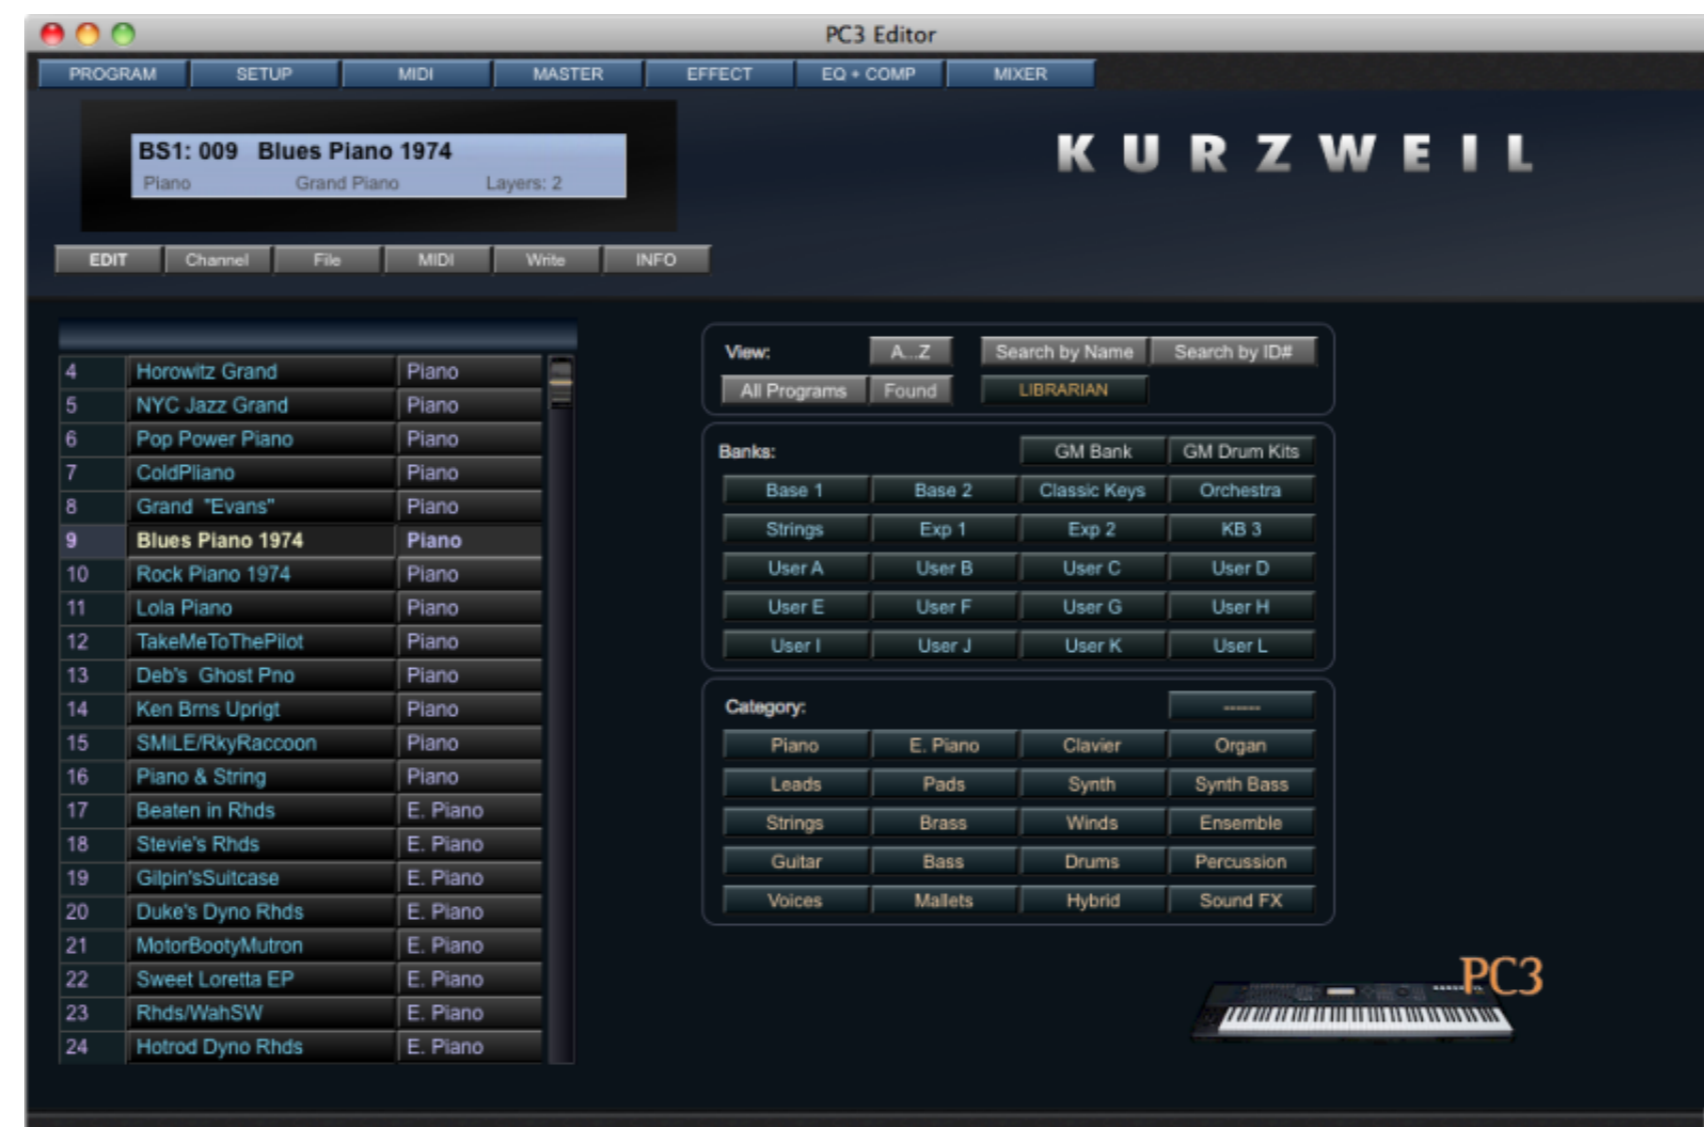 PC3 Editor
PROGRAM SETUP MIDI MASTER EFFECT EQ + COMP MIXER
BS1: 009 Blues Piano 1974
Piano Grand Piano Layers: 2
KURZWEIL
EDIT Channel File MIDI Write INFO
4 Horowitz Grand Piano
5 NYC Jazz Grand Piano
6 Pop Power Piano Piano
7 ColdPliano Piano
8 Grand "Evans" Piano
9 Blues Piano 1974 Piano
10 Rock Piano 1974 Piano
11 Lola Piano Piano
12 TakeMeToThePilot Piano
13 Deb's Ghost Pno Piano
14 Ken Brns Uprigt Piano
15 SMiLE/RkyRaccoon Piano
16 Piano & String Piano
17 Beaten in Rhds E. Piano
18 Stevie's Rhds E. Piano
19 Gilpin'sSuitcase E. Piano
20 Duke's Dyno Rhds E. Piano
21 MotorBootyMutron E. Piano
22 Sweet Loretta EP E. Piano
23 Rhds/WahSW E. Piano
24 Hotrod Dyno Rhds E. Piano
View: A...Z Search by Name Search by ID#
All Programs Found LIBRARIAN
Banks: GM Bank GM Drum Kits
Base 1 Base 2 Classic Keys Orchestra
Strings Exp 1 Exp 2 KB 3
User A User B User C User D
User E User F User G User H
User I User J User K User L
Category: ------
Piano E. Piano Clavier Organ
Leads Pads Synth Synth Bass
Strings Brass Winds Ensemble
Guitar Bass Drums Percussion
Voices Mallets Hybrid Sound FX
PC3